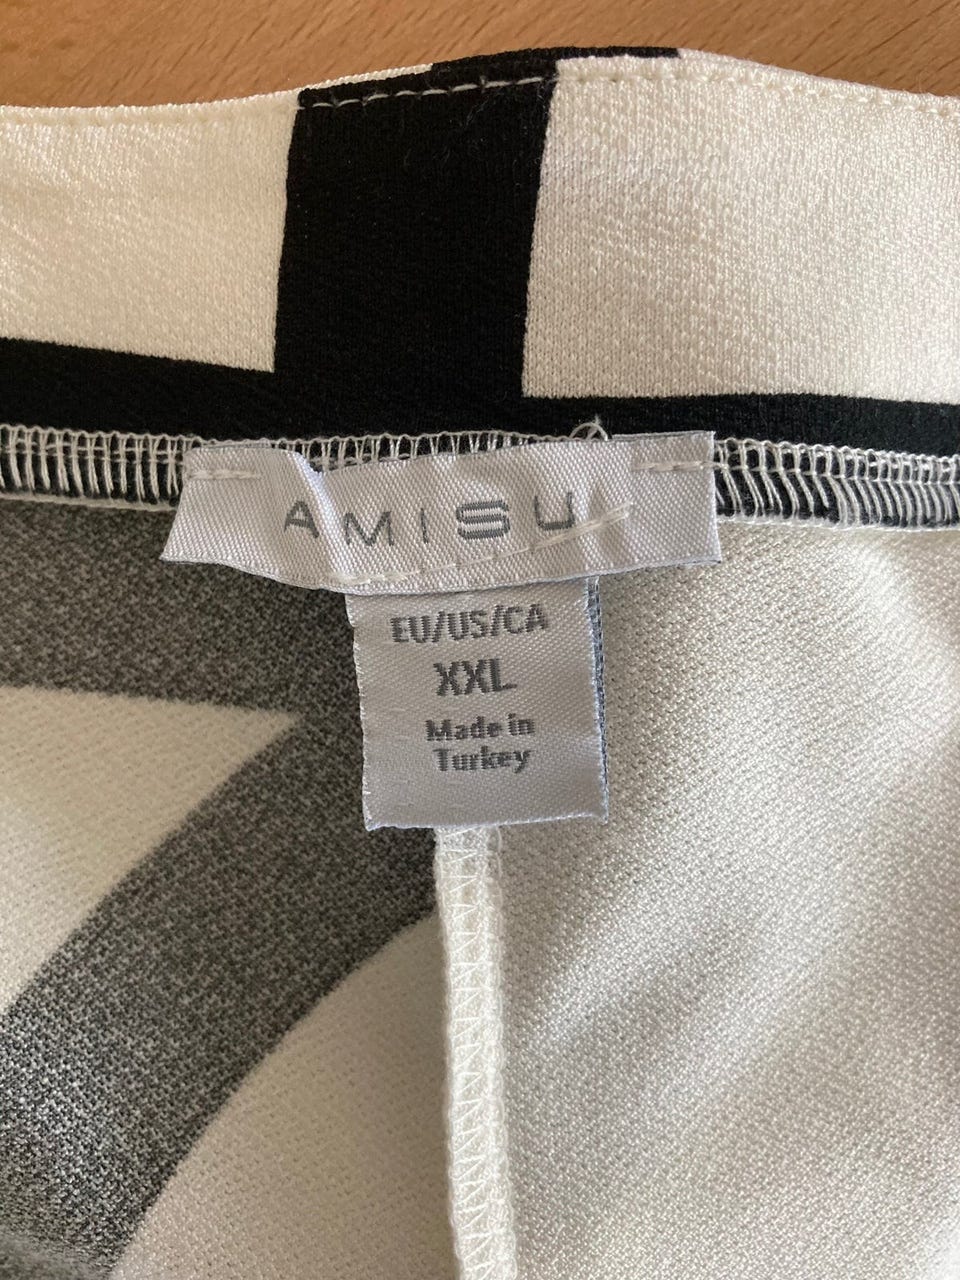 AMISU
EU/US/CA
XXL
Made in
Turkey